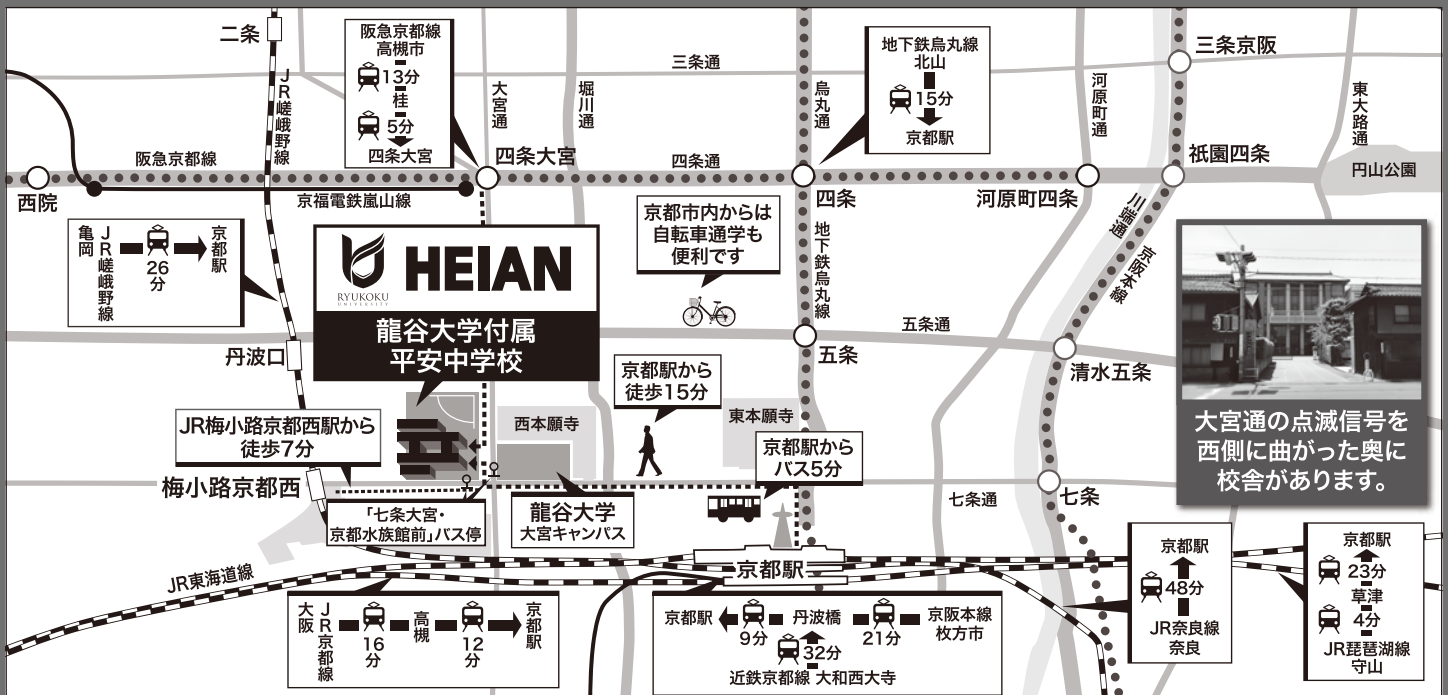 二条
JR嵯峨野線
阪急京都線
高槻市
13分
桂
5分
四条大宮
大宮通
堀川通
三条通
烏丸通
地下鉄烏丸線
北山
15分
京都駅
河原町通
三条京阪
東大路通
阪急京都線
四条大宮
四条通
祇園四条
円山公園
西院
京福電鉄嵐山線
四条
河原町四条
亀岡
JR嵯峨野線
26分
京都駅
RYUKOKU
UNIVERSITY
HEIAN
龍谷大学付属
平安中学校
京都市内からは
自転車通学も
便利です
地下鉄烏丸線
川端通
京阪本線
五条通
丹波口
五条
清水五条
京都駅から
徒歩15分
西本願寺
東本願寺
JR梅小路京都西駅から
徒歩7分
京都駅から
バス5分
大宮通の点滅信号を
西側に曲がった奥に
校舎があります。
梅小路京都西
七条通
七条
「七条大宮・
京都水族館前」バス停
龍谷大学
大宮キャンパス
京都駅
JR東海道線
大阪
JR京都線
16分
高槻
12分
京都駅
京都駅
9分
丹波橋
21分
京阪本線
枚方市
32分
近鉄京都線 大和西大寺
京都駅
48分
JR奈良線
奈良
京都駅
23分
草津
4分
JR琵琶湖線
守山